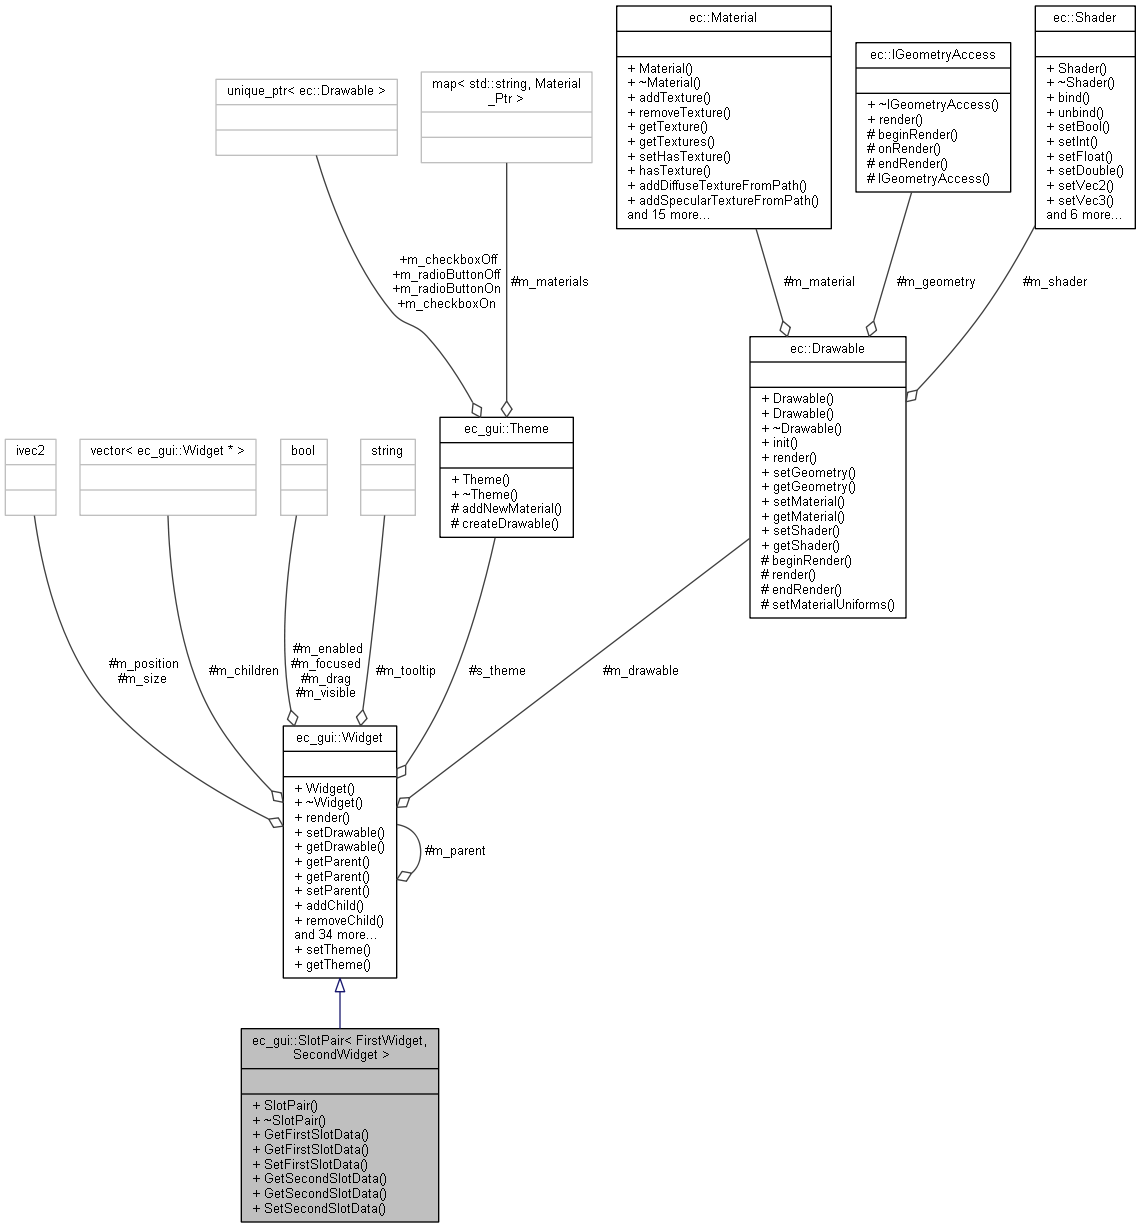 ec::Material
+ Material()
+ ~Material()
+ addTexture()
+ removeTexture()
+ getTexture()
+ getTextures()
+ setHasTexture()
+ hasTexture()
+ addDiffuseTextureFromPath()
+ addSpecularTextureFromPath()
and 15 more...
ec::IGeometryAccess
+ ~IGeometryAccess()
+ render()
# beginRender()
# onRender()
# endRender()
# IGeometryAccess()
ec::Shader
+ Shader()
+ ~Shader()
+ bind()
+ unbind()
+ setBool()
+ setInt()
+ setFloat()
+ setDouble()
+ setVec2()
+ setVec3()
and 6 more...
unique_ptr< ec::Drawable >
map< std::string, Material
_Ptr >
+m_checkboxOff
+m_radioButtonOff
+m_radioButtonOn
+m_checkboxOn
#m_materials
#m_material
#m_geometry
#m_shader
ec::Drawable
+ Drawable()
+ Drawable()
+ ~Drawable()
+ init()
+ render()
+ setGeometry()
+ getGeometry()
+ setMaterial()
+ getMaterial()
+ setShader()
+ getShader()
# beginRender()
# render()
# endRender()
# setMaterialUniforms()
ec_gui::Theme
+ Theme()
+ ~Theme()
# addNewMaterial()
# createDrawable()
ivec2
vector< ec_gui::Widget * >
bool
string
#m_position
#m_size
#m_children
#m_enabled
#m_focused
#m_drag
#m_visible
#m_tooltip
#s_theme
#m_drawable
ec_gui::Widget
+ Widget()
+ ~Widget()
+ render()
+ setDrawable()
+ getDrawable()
+ getParent()
+ getParent()
+ setParent()
+ addChild()
+ removeChild()
and 34 more...
+ setTheme()
+ getTheme()
#m_parent
ec_gui::SlotPair< FirstWidget,
SecondWidget >
+ SlotPair()
+ ~SlotPair()
+ GetFirstSlotData()
+ GetFirstSlotData()
+ SetFirstSlotData()
+ GetSecondSlotData()
+ GetSecondSlotData()
+ SetSecondSlotData()